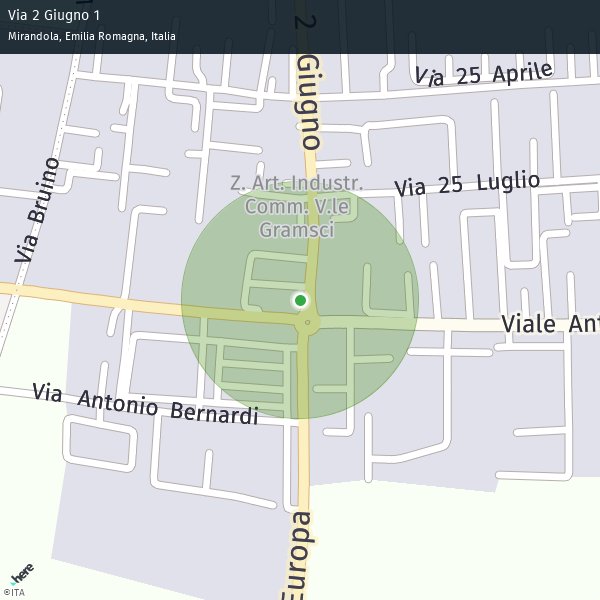 Via 2 Giugno 1
Mirandola, Emilia Romagna, Italia
2 Giugno
Via 25 Aprile
Via Bruino
Z. Art. Industr.
Comm. V.le
Gramsci
Via 25 Luglio
Viale Ant
Via Antonio Bernardi
Europa
here
©ITA